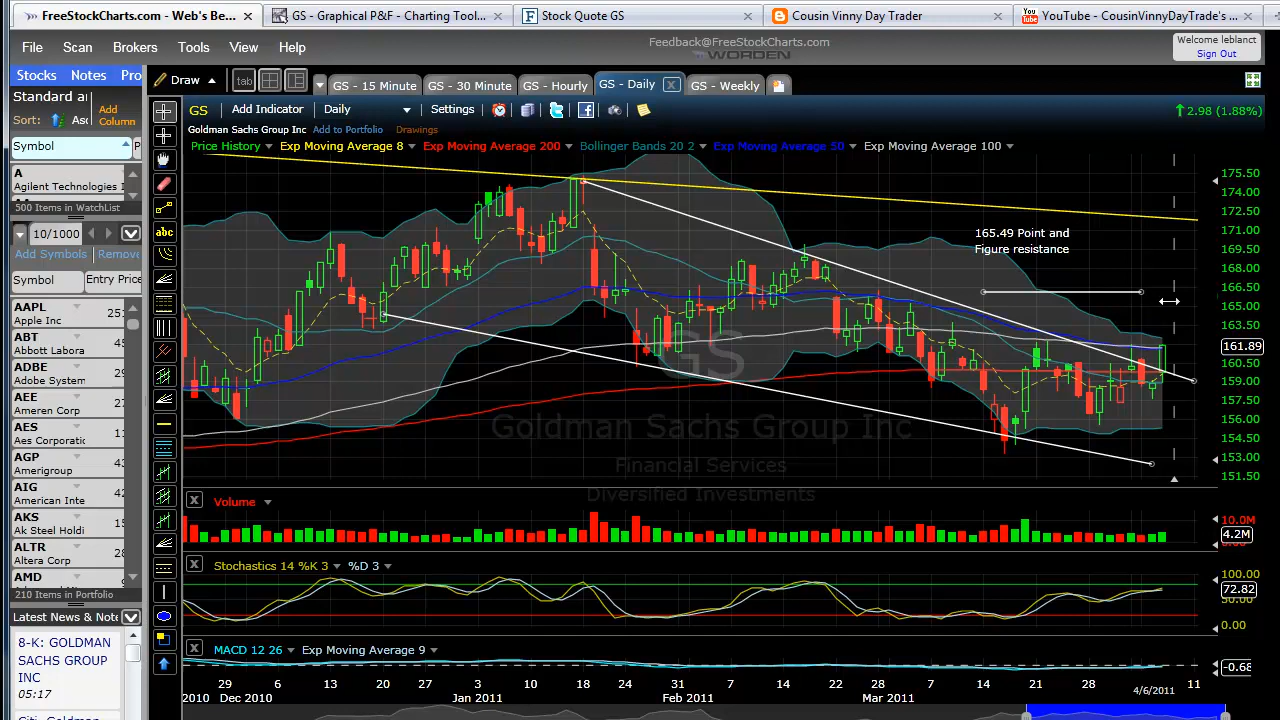 FreeStockCharts.com - Web's Be...
GS - Graphical P&F - Charting Tool...
Stock Quote GS
Cousin Vinny Day Trader
YouTube - CousinVinnyDayTrade's ...
File Scan Brokers Tools View Help
Feedback@FreeStockCharts.com
WORDEN
Welcome leblanct
Sign Out
Stocks Notes Pro
Draw
tab
GS - 15 Minute
GS - 30 Minute
GS - Hourly
GS - Daily
GS - Weekly
Standard
Sort:
Add
Column
GS Add Indicator Daily Settings
2.98 (1.88%)
Goldman Sachs Group Inc Add to Portfolio Drawings
Symbol
Price History Exp Moving Average 8 Exp Moving Average 200 Bollinger Bands 20 2 Exp Moving Average 50 Exp Moving Average 100
A
Agilent Technologies
500 Items in WatchList
10/1000
Add Symbols Remove
Symbol Entry Price
AAPL
Apple Inc
ABT
Abbott Labora
ADBE
Adobe System
AEE
Ameren Corp
AES
Aes Corporatic
AGP
Amerigroup
AIG
American Inte
AKS
Ak Steel Holdi
ALTR
Altera Corp
AMD
210 Items in Portfolio
Latest News & Note
8-K: GOLDMAN
SACHS GROUP
INC
05:17
Citi, Goldman
abc
165.49 Point and
Figure resistance
GS
Goldman Sachs Group Inc
Financial Services
Diversified Investments
175.50
174.00
172.50
171.00
169.50
168.00
166.50
165.00
163.50
161.89
160.50
159.00
157.50
156.00
154.50
153.00
151.50
Volume
10.0M
4.2M
Stochastics 14 %K 3 %D 3
100.00
72.82
50.00
0.00
MACD 12 26 Exp Moving Average 9
-0.68
29 6 13 20 27 3 10 18 24 31 7 14 22 28 7 14 21 28 4/6/2011 11
2010 Dec 2010 Jan 2011 Feb 2011 Mar 2011